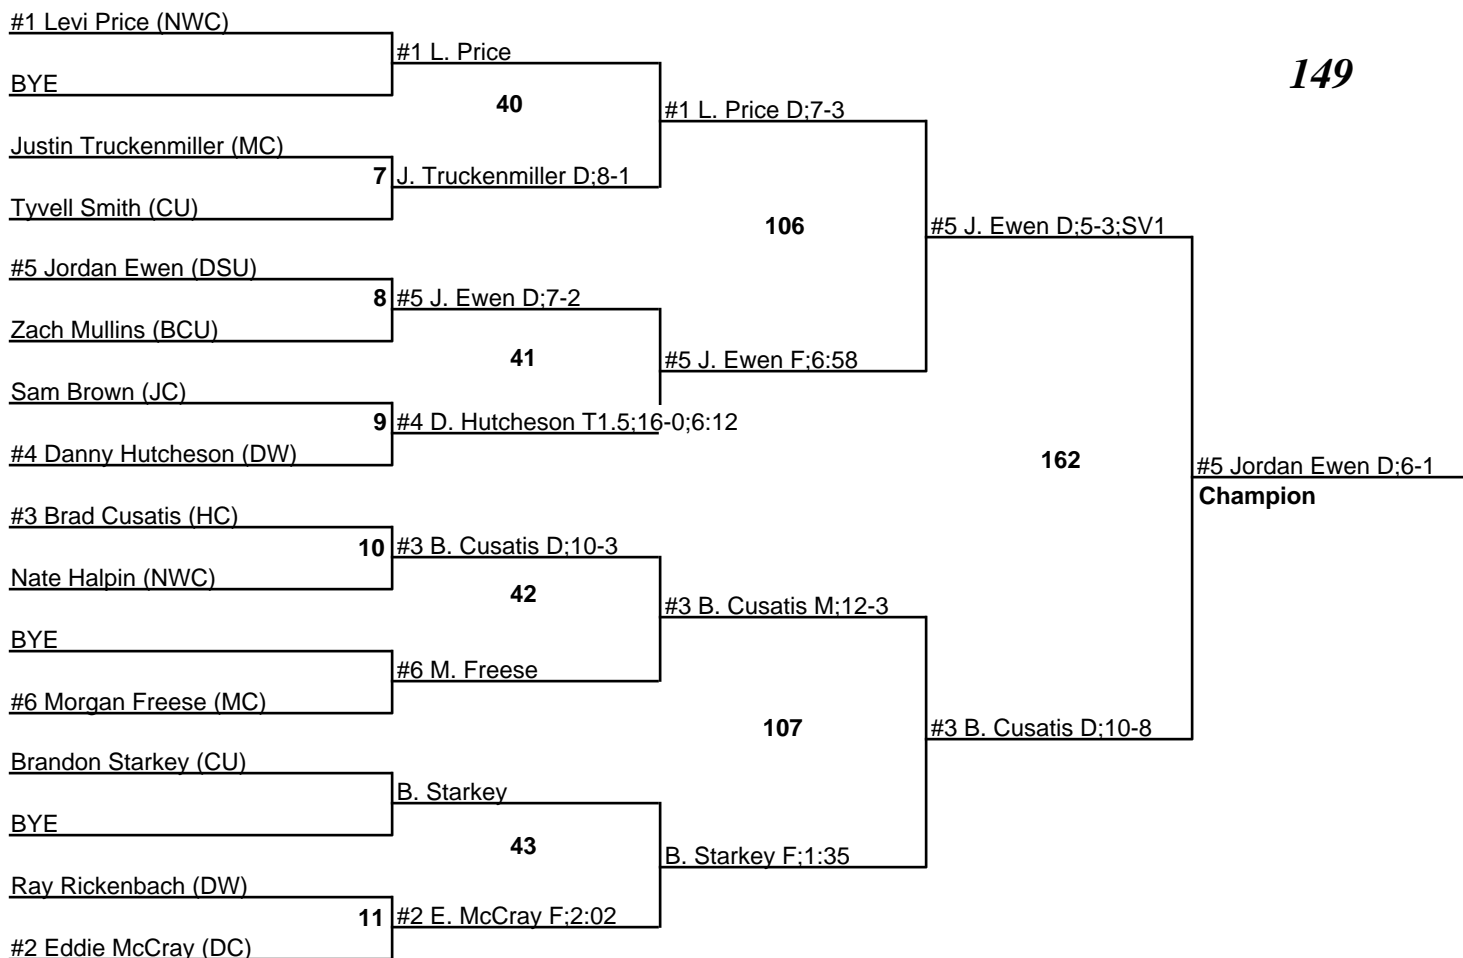 #1 Levi Price (NWC)
#1 L. Price
149
BYE
40
#1 L. Price D;7-3
Justin Truckenmiller (MC)
7
J. Truckenmiller D;8-1
Tyvell Smith (CU)
106
#5 J. Ewen D;5-3;SV1
#5 Jordan Ewen (DSU)
8
#5 J. Ewen D;7-2
Zach Mullins (BCU)
41
#5 J. Ewen F;6:58
Sam Brown (JC)
9
#4 D. Hutcheson T1.5;16-0;6:12
#4 Danny Hutcheson (DW)
162
#5 Jordan Ewen D;6-1
Champion
#3 Brad Cusatis (HC)
10
#3 B. Cusatis D;10-3
Nate Halpin (NWC)
42
#3 B. Cusatis M;12-3
BYE
#6 M. Freese
#6 Morgan Freese (MC)
107
#3 B. Cusatis D;10-8
Brandon Starkey (CU)
B. Starkey
BYE
43
B. Starkey F;1:35
Ray Rickenbach (DW)
11
#2 E. McCray F;2:02
#2 Eddie McCray (DC)